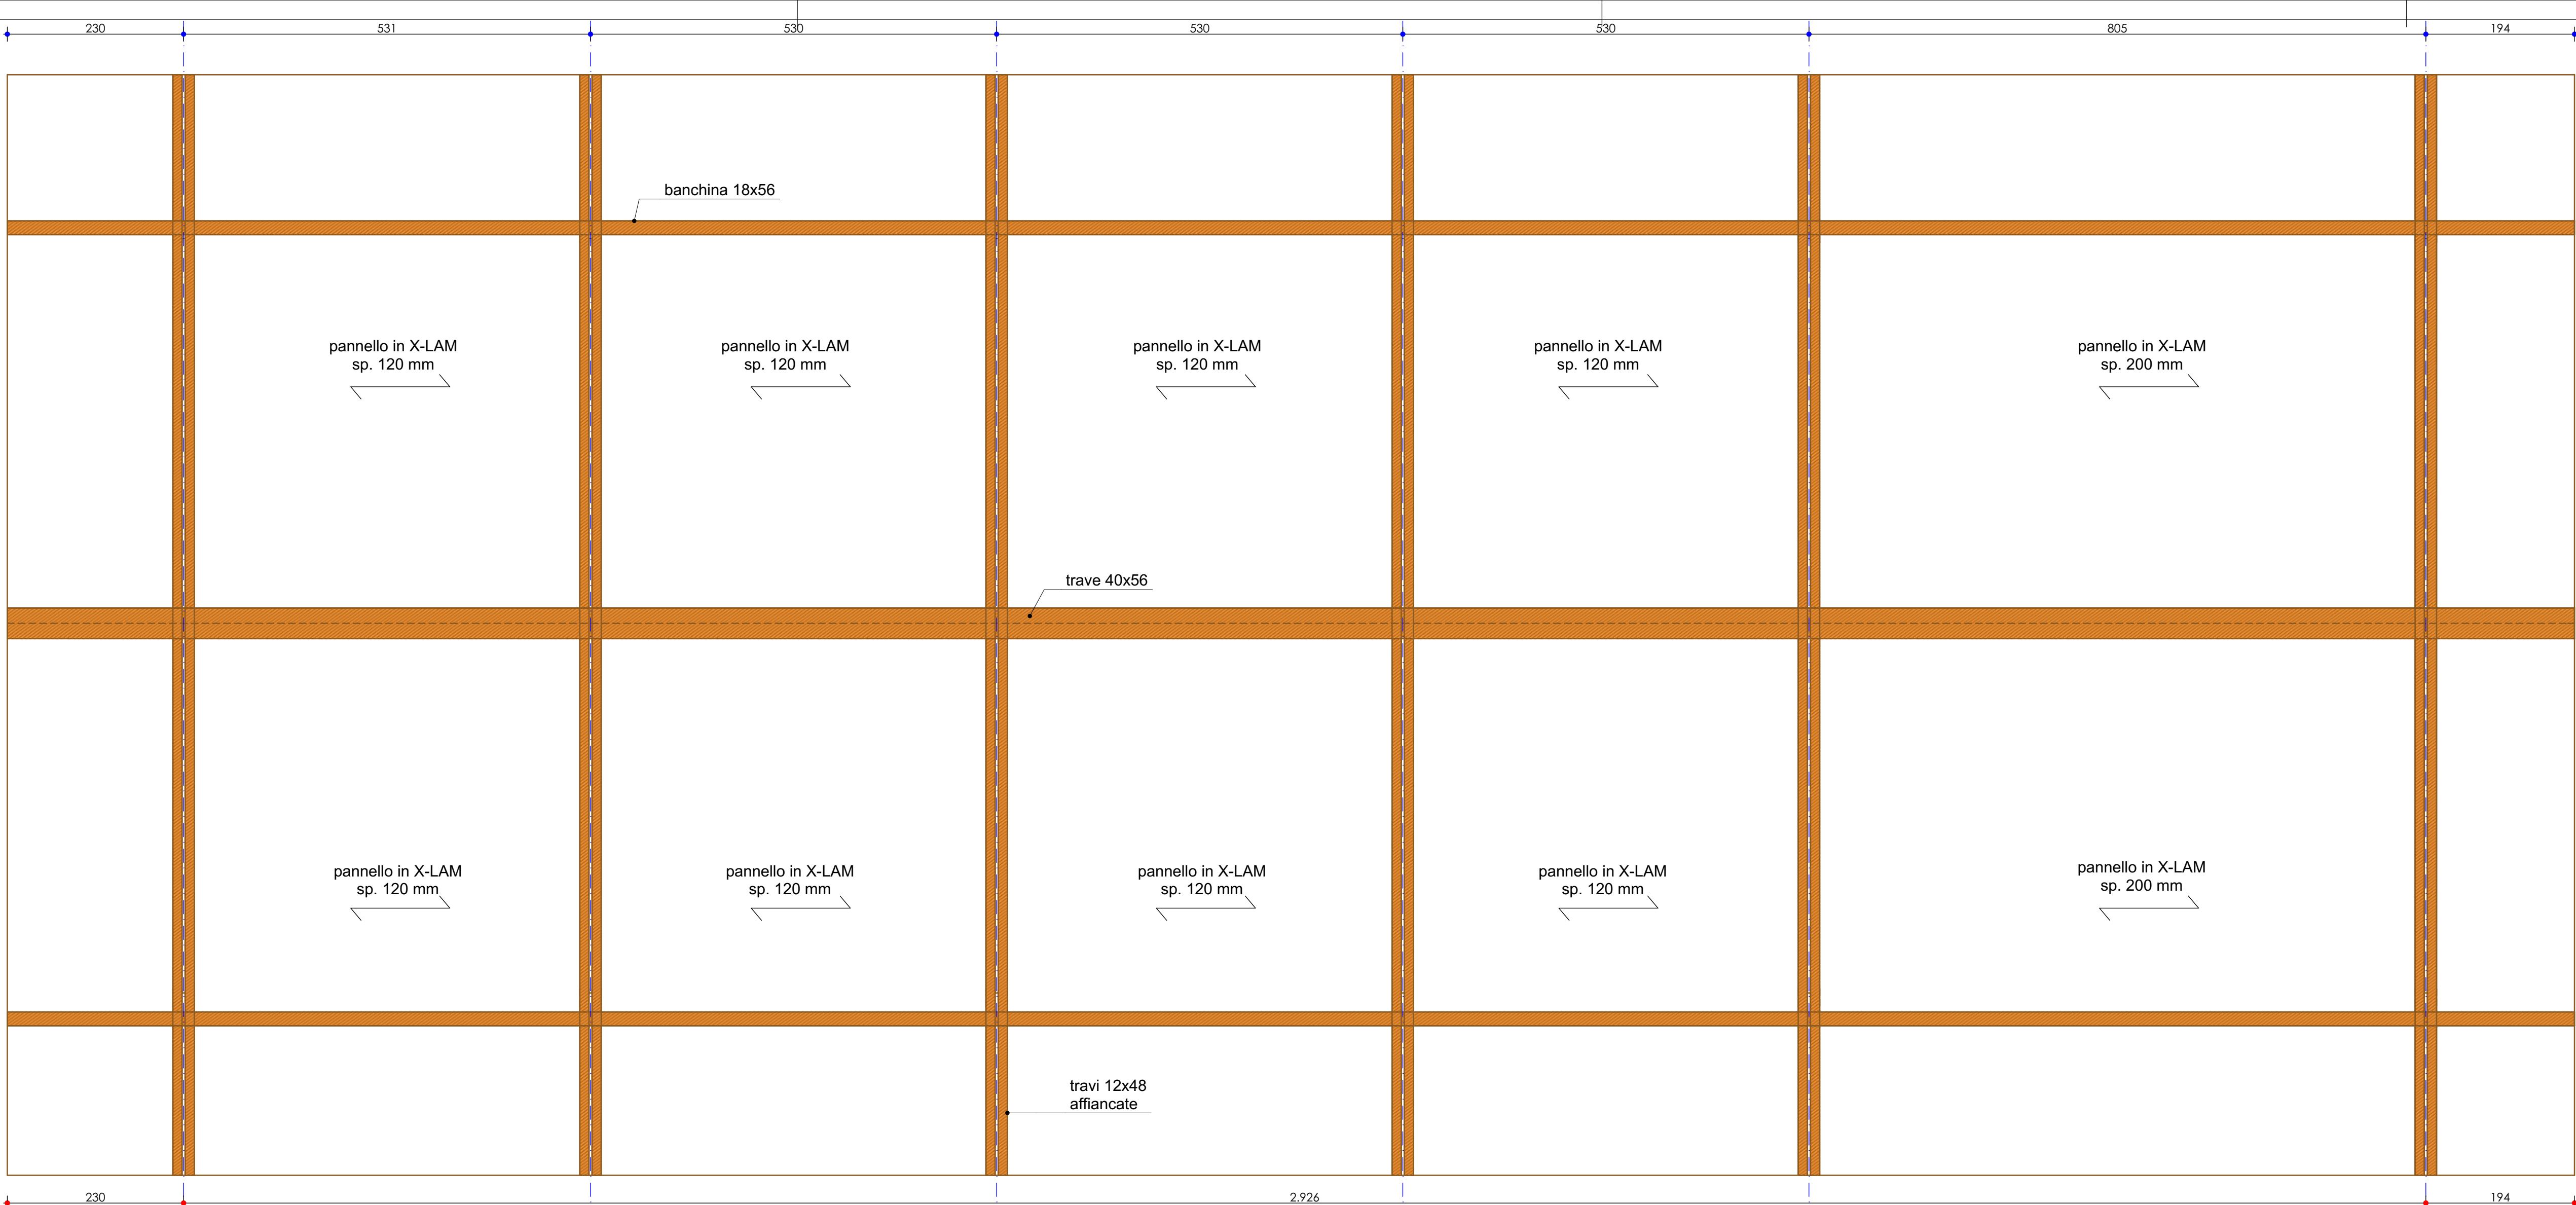 230
531
530
530
530
805
194
banchina 18x56
pannello in X-LAM
sp. 120 mm
pannello in X-LAM
sp. 120 mm
pannello in X-LAM
sp. 120 mm
pannello in X-LAM
sp. 120 mm
pannello in X-LAM
sp. 200 mm
trave 40x56
pannello in X-LAM
sp. 120 mm
pannello in X-LAM
sp. 120 mm
pannello in X-LAM
sp. 120 mm
pannello in X-LAM
sp. 120 mm
pannello in X-LAM
sp. 200 mm
travi 12x48
affiancate
230
2.926
194